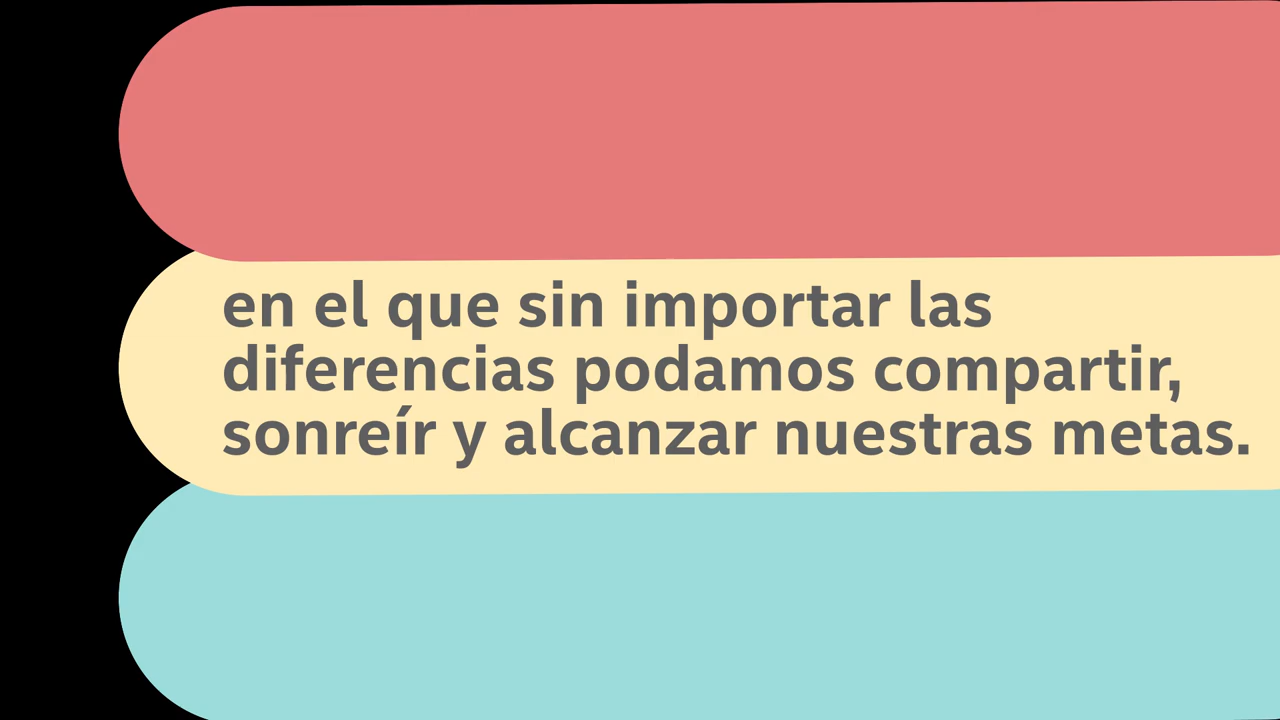 en el que sin importar las
diferencias podamos compartir,
sonreír y alcanzar nuestras metas.